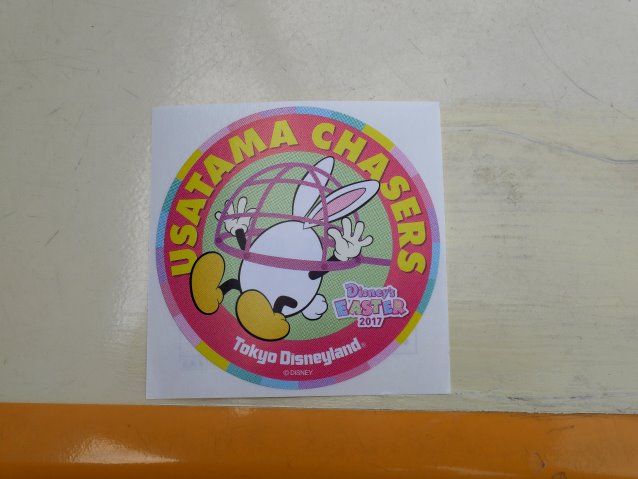 USATAMA CHASERS
Disney's
EASTER
2017
Tokyo Disneyland®
© DISNEY